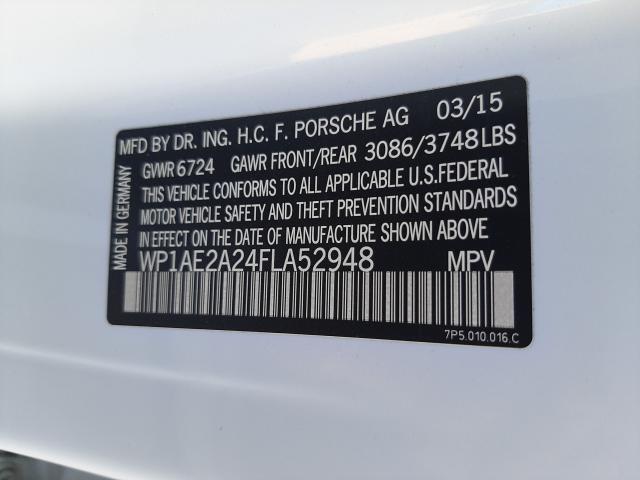 MFD BY DR. ING. H.C. F. PORSCHE AG 03/15
GVWR 6724 GAWR FRONT/REAR 3086/3748LBS
THIS VEHICLE CONFORMS TO ALL APPLICABLE U.S.FEDERAL
MOTOR VEHICLE SAFETY AND THEFT PREVENTION STANDARDS
IN EFFECT ON THE DATE OF MANUFACTURE SHOWN ABOVE
WP1AE2A24FLA52948 MPV
7P5.010.016.C
MADE IN GERMANY